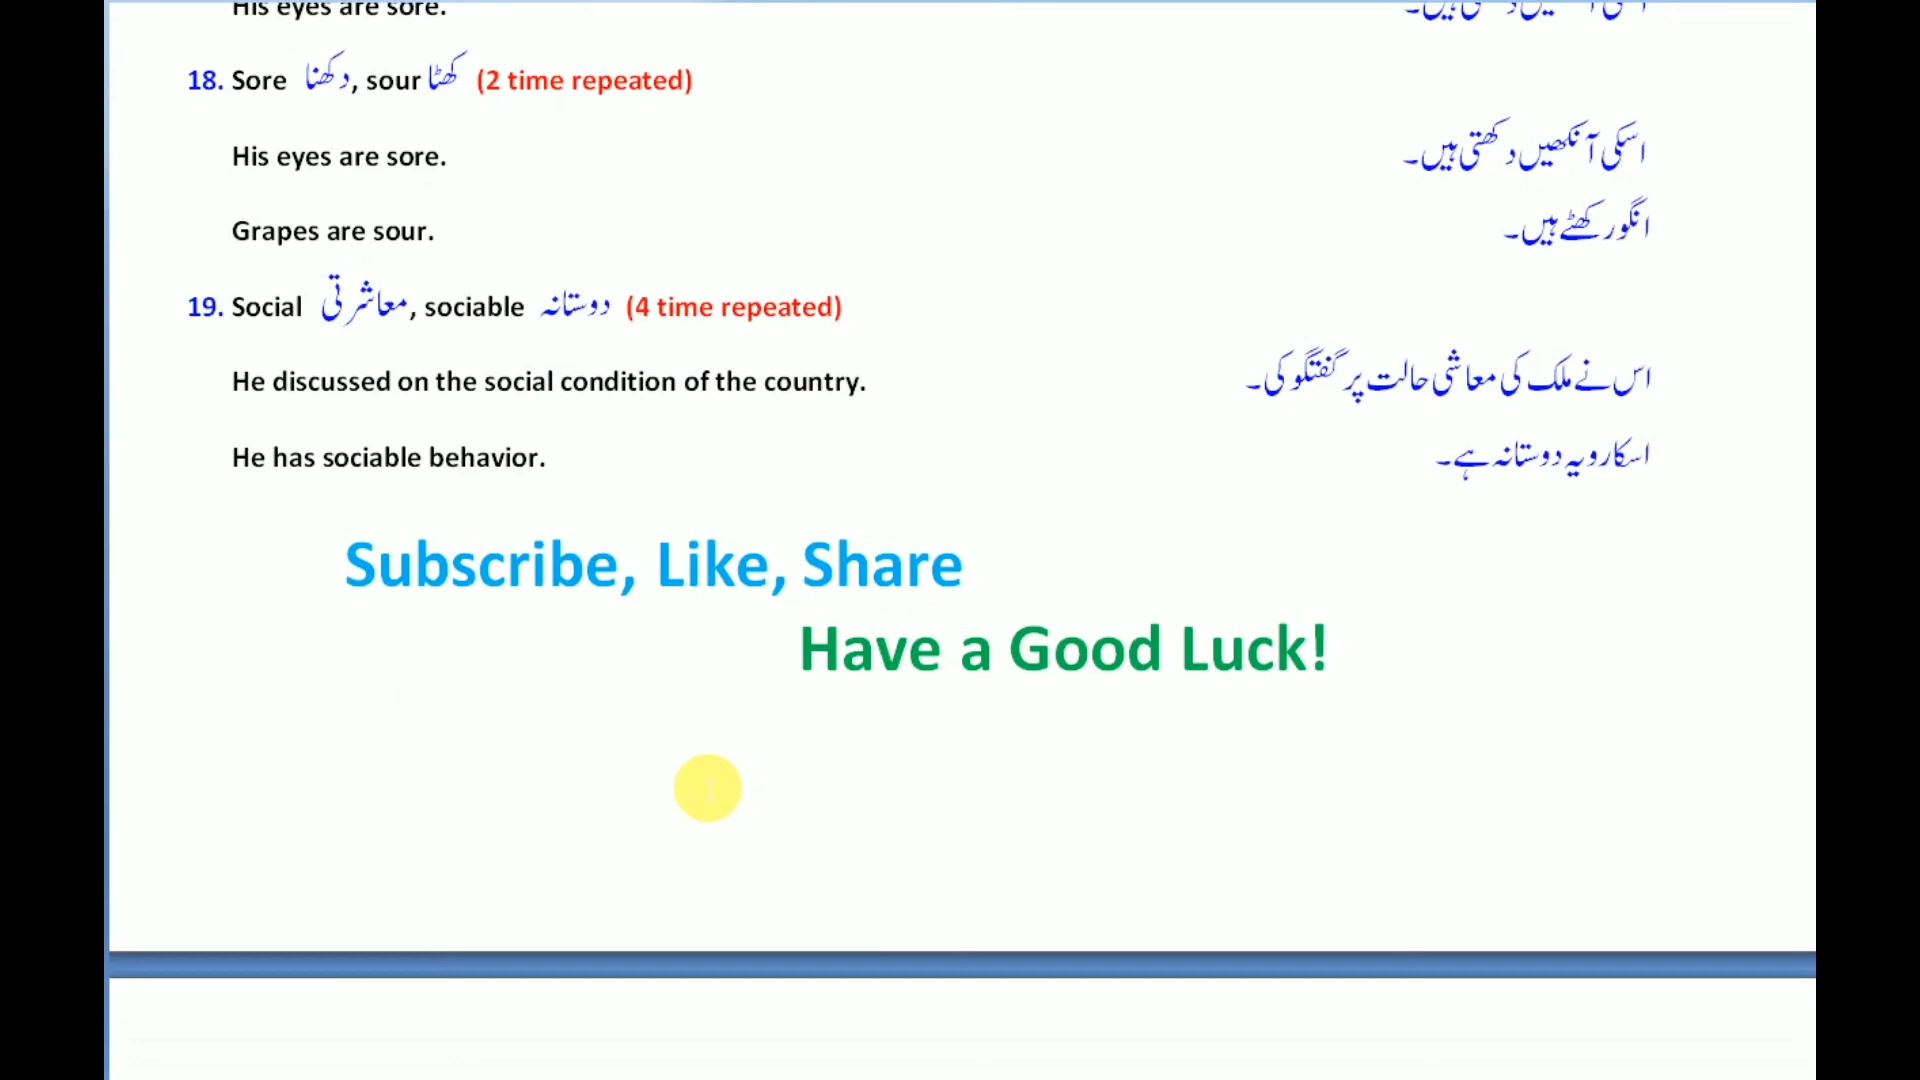 His eyes are sore.
18. Sore دکھنا, sour کھٹا (2 time repeated)
His eyes are sore. اسکی آنکھیں دکھتی ہیں۔
Grapes are sour. انگور کھٹے ہیں۔
19. Social معاشرتی, sociable دوستانہ (4 time repeated)
He discussed on the social condition of the country. اس نے ملک کی معاشی حالت پر گفتگو کی۔
He has sociable behavior. اسکا رویہ دوستانہ ہے۔
Subscribe, Like, Share
Have a Good Luck!